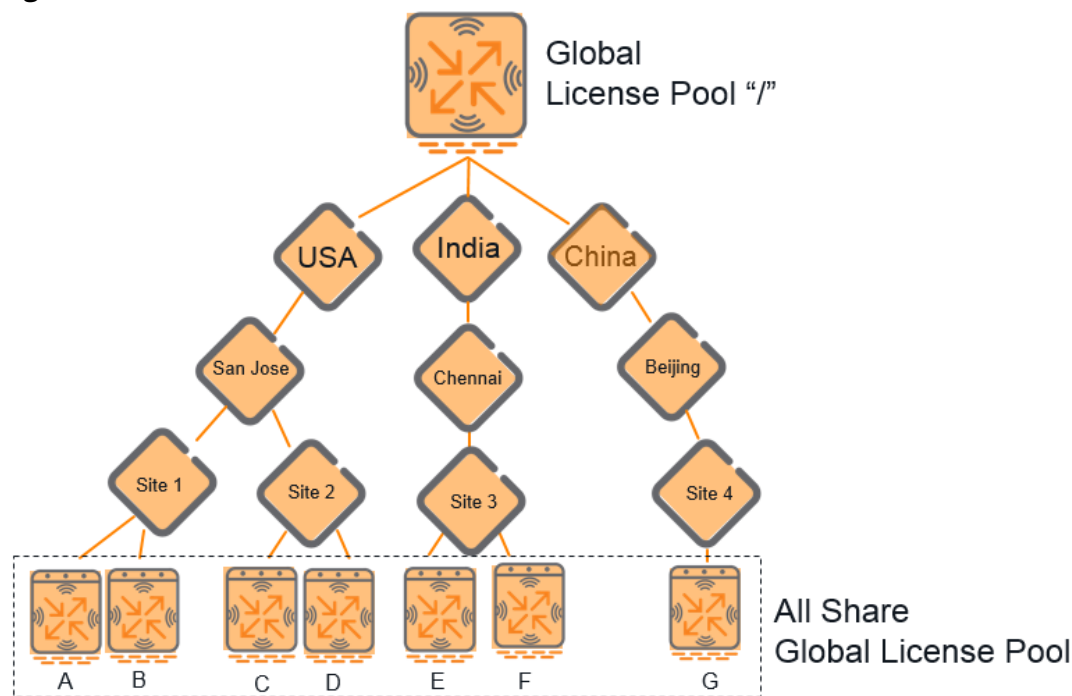 Global
License Pool “/”
USA
India
China
San Jose
Chennai
Beijing
Site 1
Site 2
Site 3
Site 4
A
B
C
D
E
F
G
All Share
Global License Pool